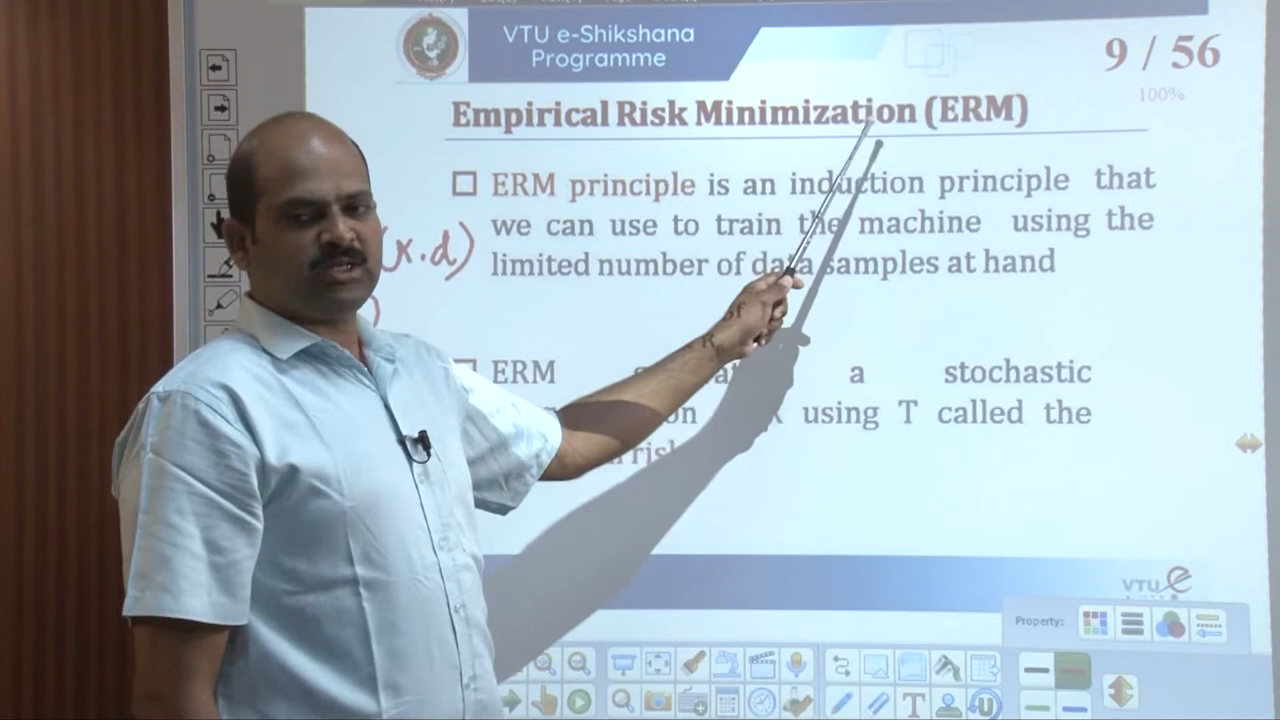 VTU e-Shikshana
Programme
9 / 56
100%
Empirical Risk Minimization (ERM)
ERM principle is an induction principle that
we can use to train the machine using the
(x.d)
limited number of data samples at hand
ERM a stochastic
using T called the
VTU e
Property: